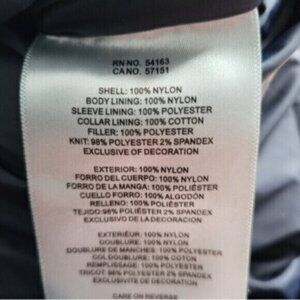 RN NO. 54163
CA NO. 57151
SHELL: 100% NYLON
BODY LINING: 100% NYLON
SLEEVE LINING: 100% POLYESTER
COLLAR LINING: 100% COTTON
FILLER: 100% POLYESTER
KNIT: 98% POLYESTER 2% SPANDEX
EXCLUSIVE OF DECORATION
EXTERIOR: 100% NYLON
FORRO DEL CUERPO: 100% NYLON
FORRO DE LA MANGA: 100% POLIÉSTER
CUELLO FORRO: 100% ALGODÓN
RELLENO: 100% POLIÉSTER
TEJIDO: 98% POLIÉSTER 2% SPANDEX
EXCLUSIVO DE LA DECORACION
EXTÉRIEUR: 100% NYLON
DOUBLURE: 100% NYLON
DOUBLURE DE MANCHES: 100% POLYESTER
COL DOUBLURE: 100% COTON
REMPLISSAGE: 100% POLYESTER
TRICOT: 98% POLYESTER 2% SPANDEX
EXCLUSIVITE DE DECORATION
CARE ON REVERSE